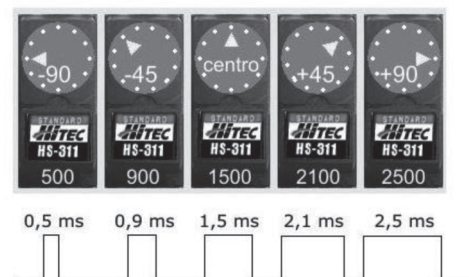 -90 -45 centro +45 +90
STANDARD STANDARD STANDARD STANDARD STANDARD
HiTEC HiTEC HiTEC HiTEC HiTEC
HS-311 HS-311 HS-311 HS-311 HS-311
500 900 1500 2100 2500
0,5 ms 0,9 ms 1,5 ms 2,1 ms 2,5 ms